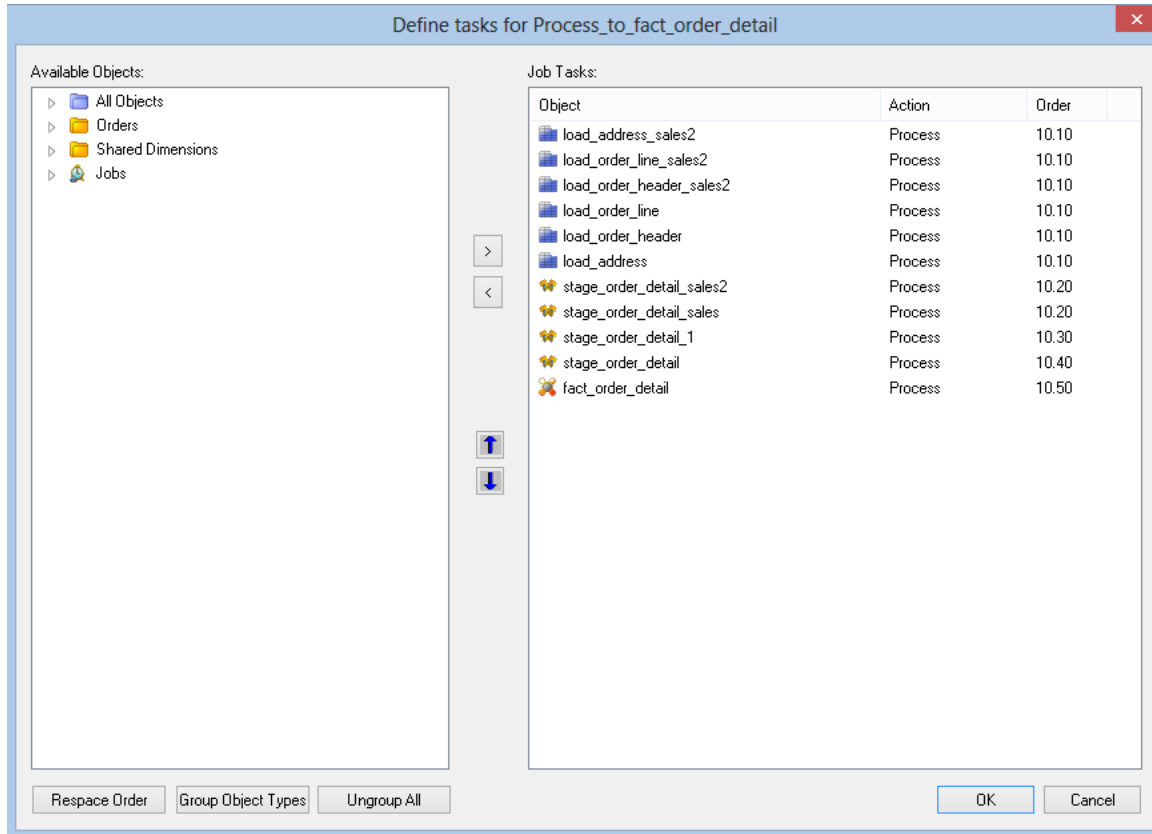 Define tasks for Process_to_fact_order_detail
Available Objects:
All Objects
Orders
Shared Dimensions
Jobs
>
<
Job Tasks:
Object Action Order
load_address_sales2 Process 10.10
load_order_line_sales2 Process 10.10
load_order_header_sales2 Process 10.10
load_order_line Process 10.10
load_order_header Process 10.10
load_address Process 10.10
stage_order_detail_sales2 Process 10.20
stage_order_detail_sales Process 10.20
stage_order_detail_1 Process 10.30
stage_order_detail Process 10.40
fact_order_detail Process 10.50
Respace Order Group Object Types Ungroup All OK Cancel